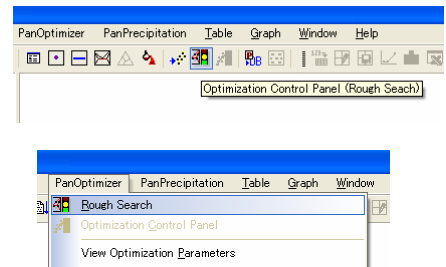 PanOptimizer PanPrecipitation Table Graph Window Help
Optimization Control Panel (Rough Seach)
PanOptimizer PanPrecipitation Table Graph Window
Rough Search
Optimization Control Panel
View Optimization Parameters